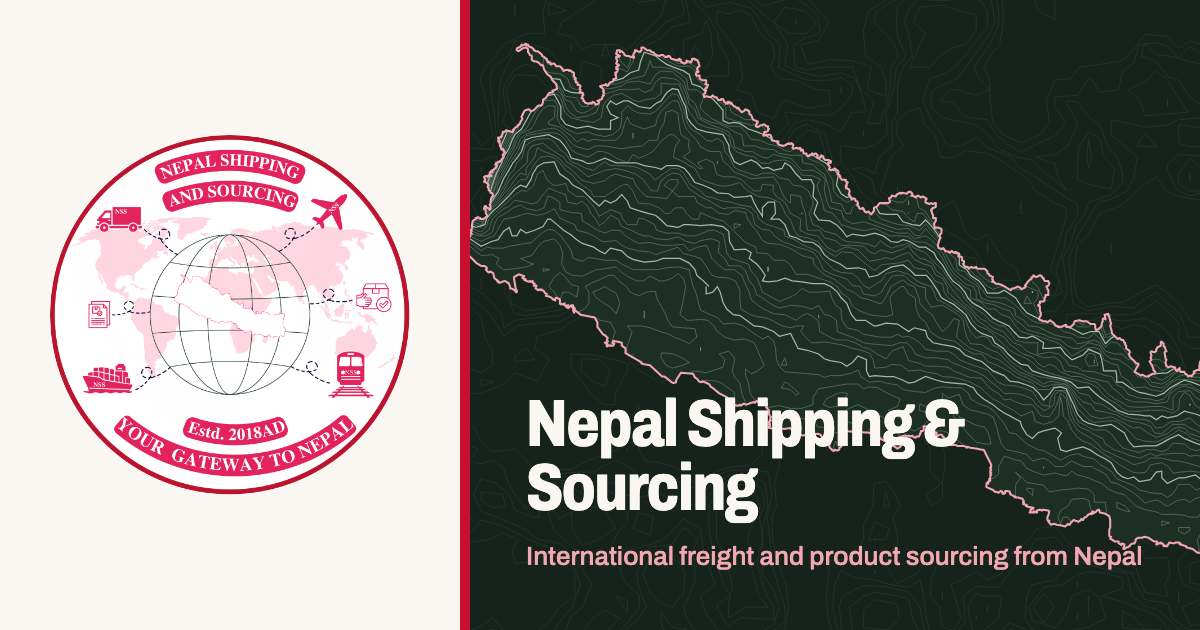 NEPAL SHIPPING
AND SOURCING
NSS
NSS
NSS
Estd. 2018AD
YOUR GATEWAY TO NEPAL
Nepal Shipping &
Sourcing
International freight and product sourcing from Nepal